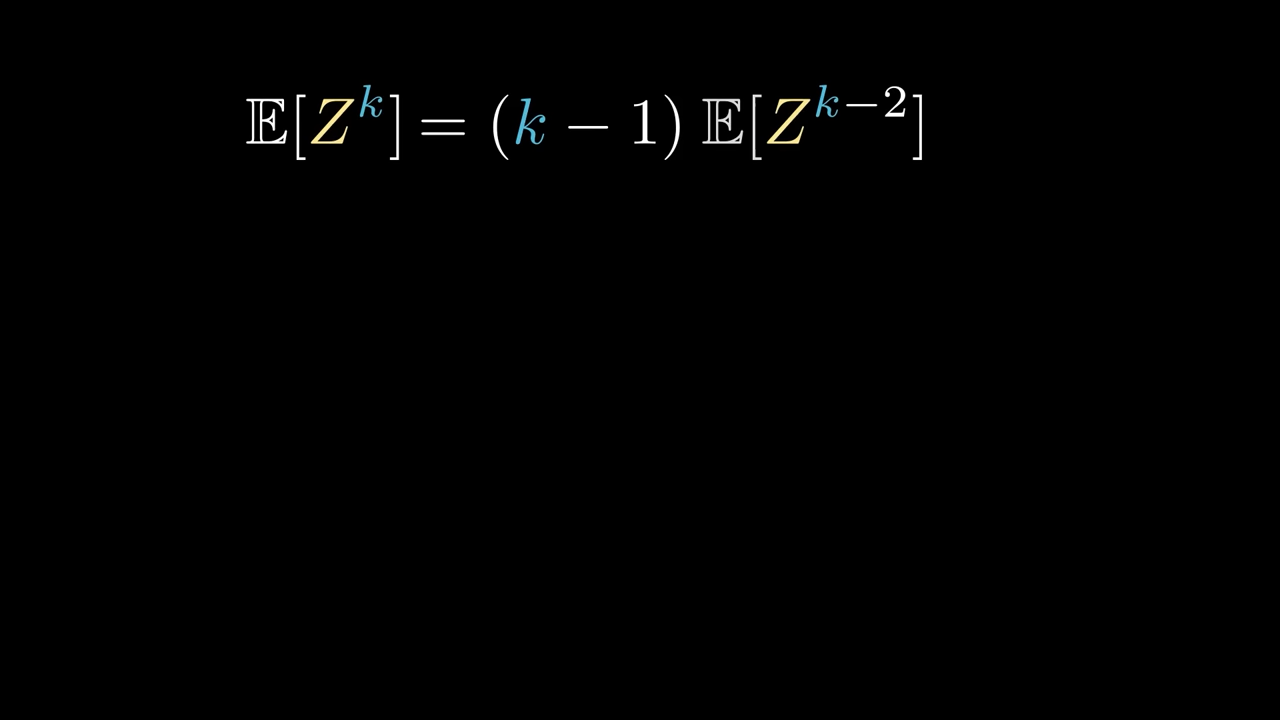 𝔼[Z^k] = (k − 1) 𝔼[Z^{k−2}]